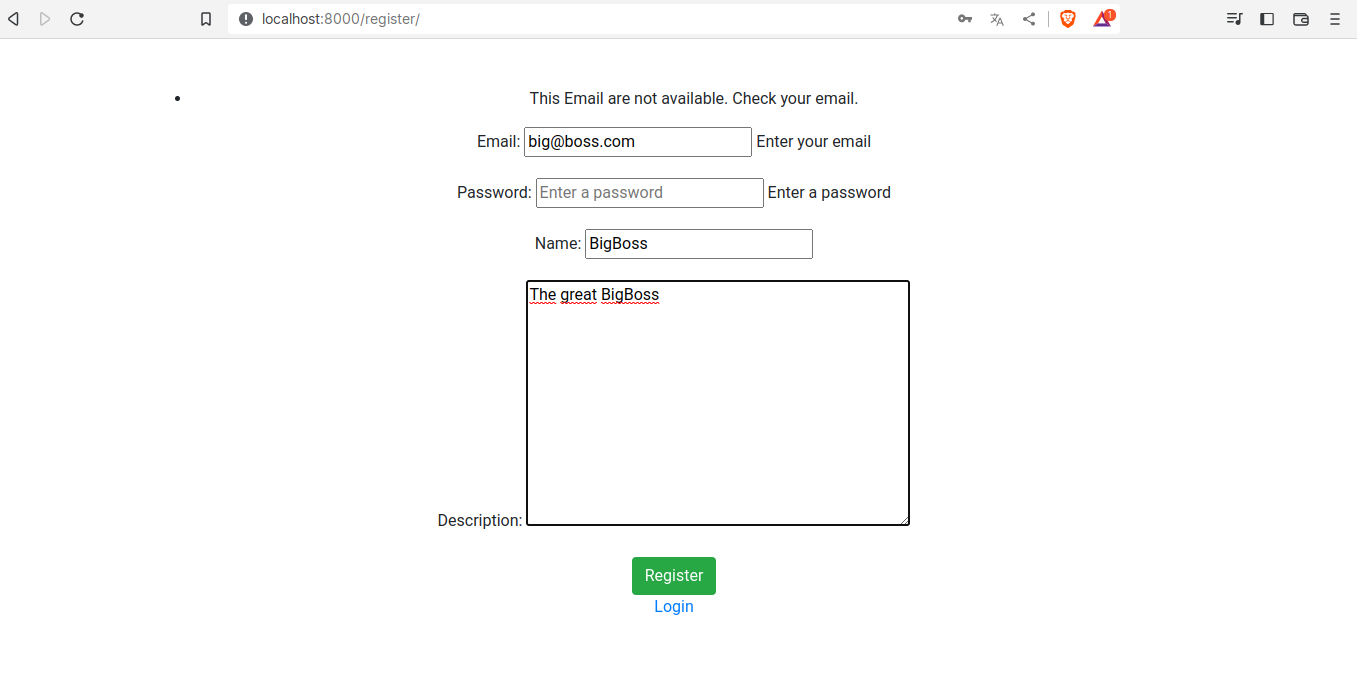 localhost:8000/register/
1
This Email are not available. Check your email.
Email: big@boss.com Enter your email
Password: Enter a password Enter a password
Name: BigBoss
The great BigBoss
Description:
Register
Login